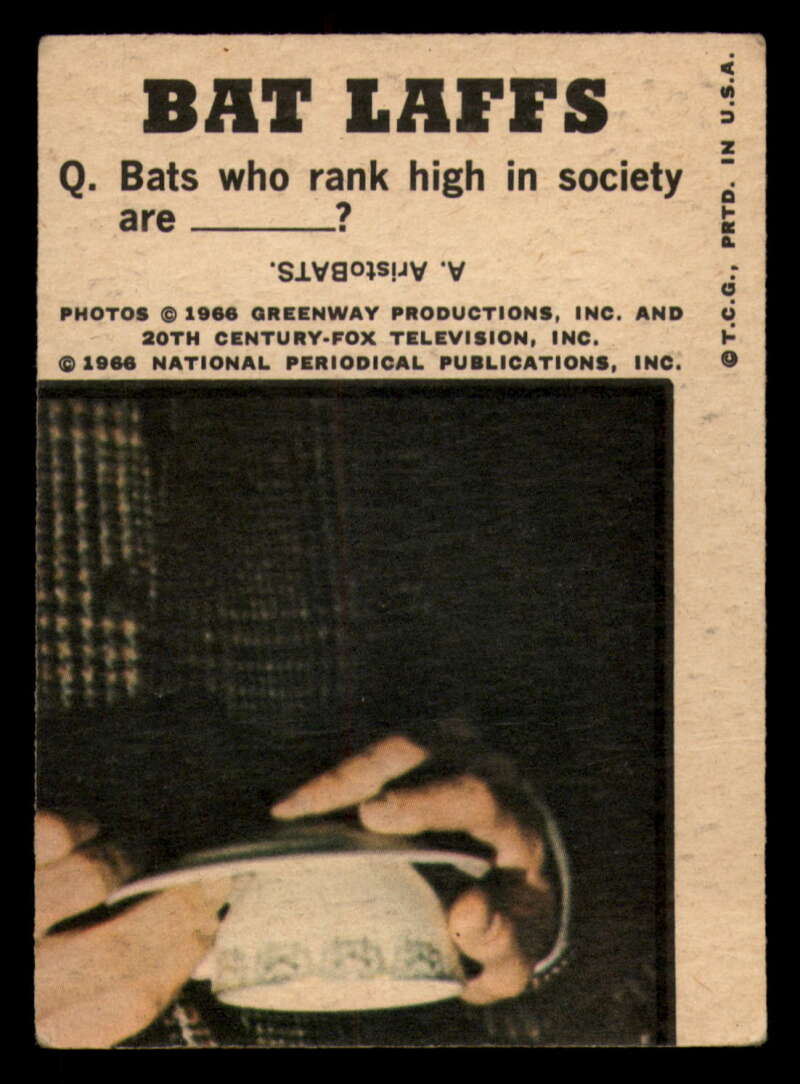 BAT LAFFS
Q. Bats who rank high in society
are ______?
A. AristoBATS.
PHOTOS © 1966 GREENWAY PRODUCTIONS, INC. AND
20TH CENTURY-FOX TELEVISION, INC.
© 1966 NATIONAL PERIODICAL PUBLICATIONS, INC.
© T.C.G., PRTD. IN U.S.A.